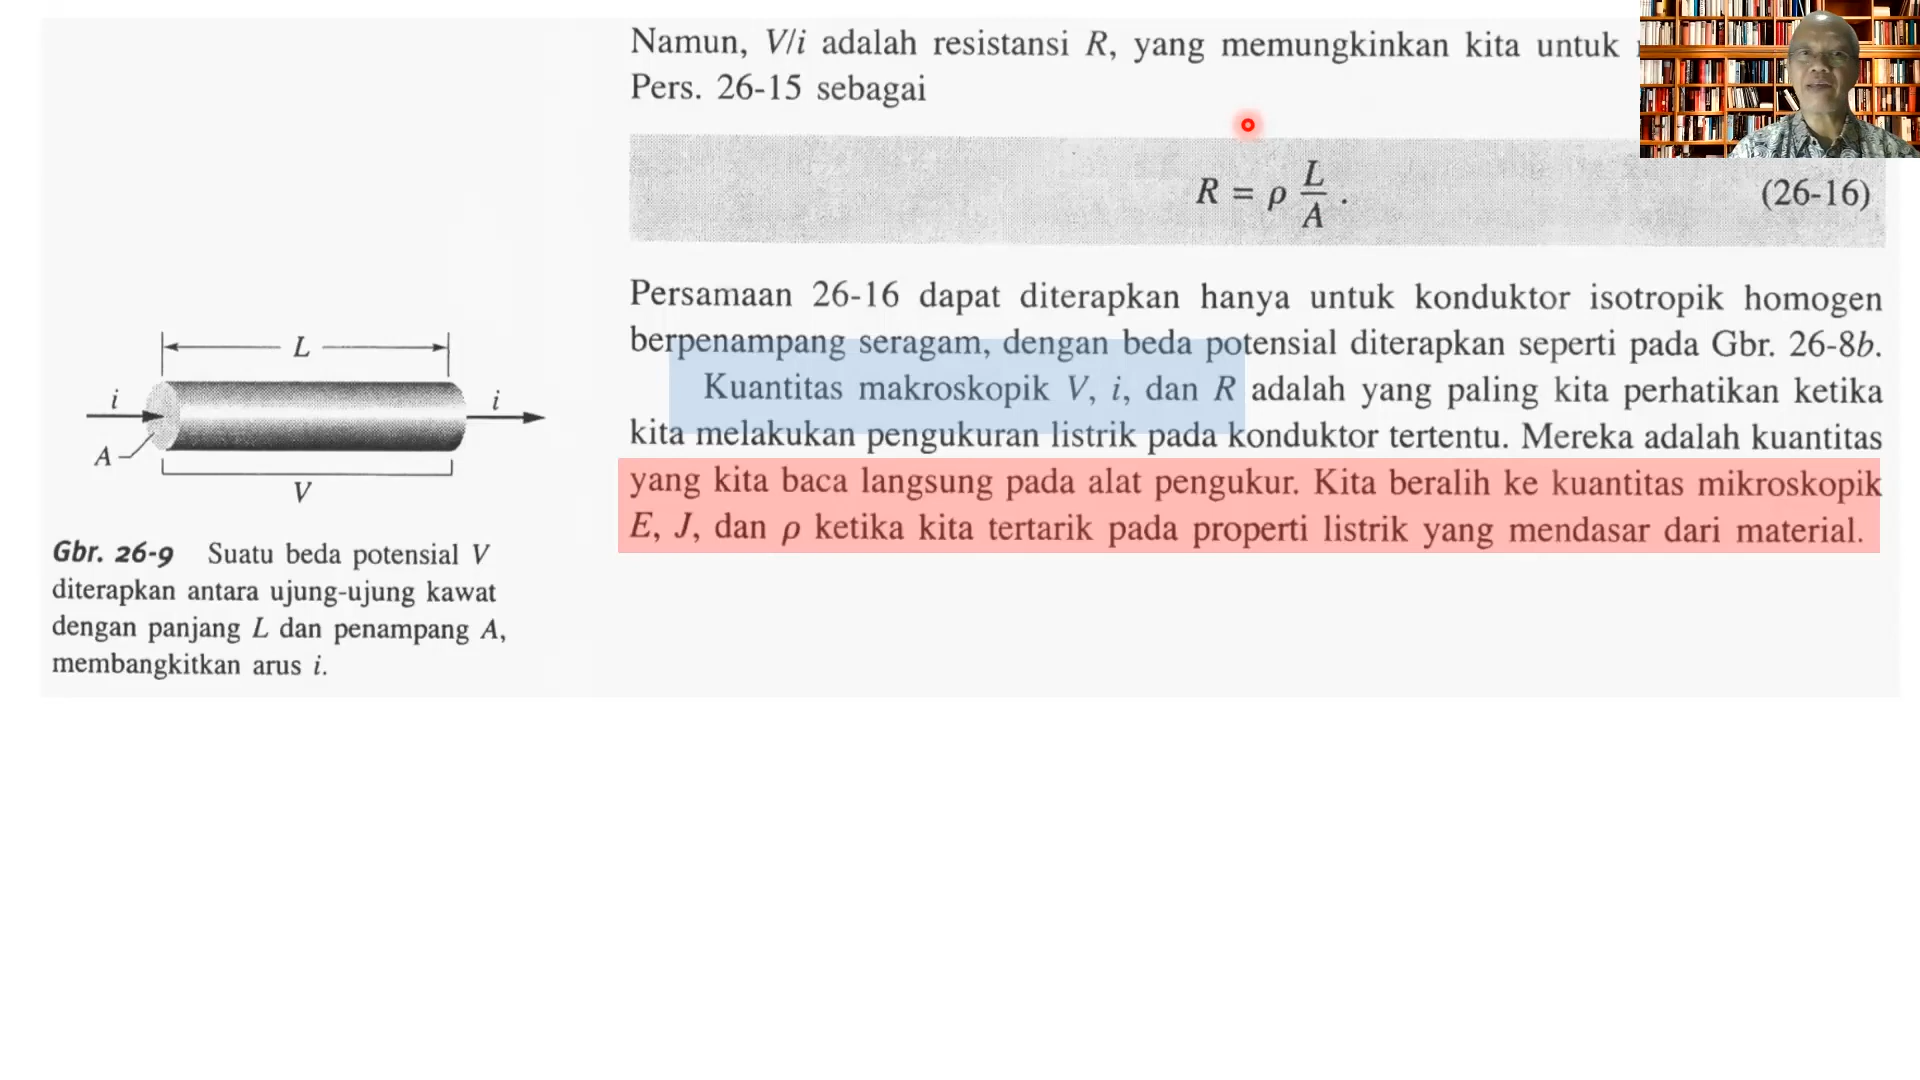 Namun, V/i adalah resistansi R, yang memungkinkan kita untuk
Pers. 26-15 sebagai
R = ρ L/A . (26-16)
Persamaan 26-16 dapat diterapkan hanya untuk konduktor isotropik homogen
berpenampang seragam, dengan beda potensial diterapkan seperti pada Gbr. 26-8b.
Kuantitas makroskopik V, i, dan R adalah yang paling kita perhatikan ketika
kita melakukan pengukuran listrik pada konduktor tertentu. Mereka adalah kuantitas
yang kita baca langsung pada alat pengukur. Kita beralih ke kuantitas mikroskopik
E, J, dan ρ ketika kita tertarik pada properti listrik yang mendasar dari material.
L
i
i
A
V
Gbr. 26-9 Suatu beda potensial V
diterapkan antara ujung-ujung kawat
dengan panjang L dan penampang A,
membangkitkan arus i.